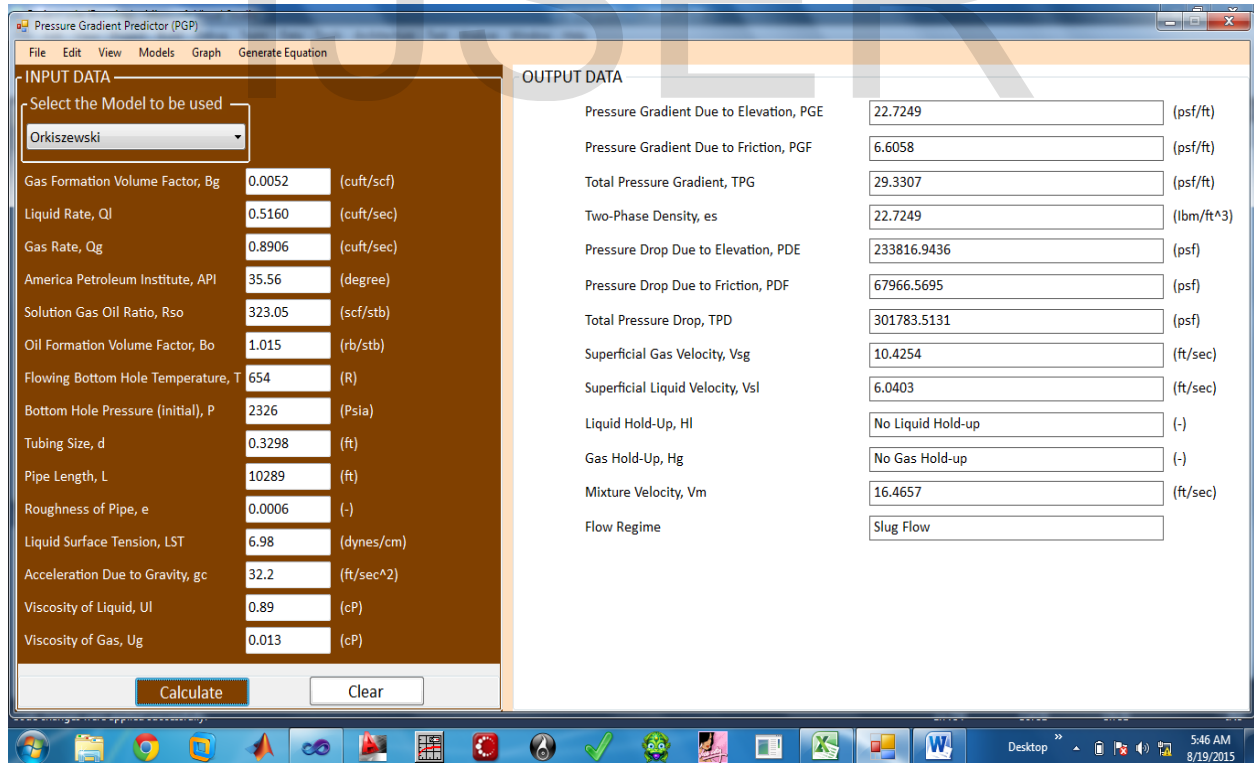 IJSER
Pressure Gradient Predictor (PGP)
File Edit View Models Graph Generate Equation
INPUT DATA
Select the Model to be used
Orkiszewski
Gas Formation Volume Factor, Bg 0.0052 (cuft/scf)
Liquid Rate, Ql 0.5160 (cuft/sec)
Gas Rate, Qg 0.8906 (cuft/sec)
America Petroleum Institute, API 35.56 (degree)
Solution Gas Oil Ratio, Rso 323.05 (scf/stb)
Oil Formation Volume Factor, Bo 1.015 (rb/stb)
Flowing Bottom Hole Temperature, T 654 (R)
Bottom Hole Pressure (initial), P 2326 (Psia)
Tubing Size, d 0.3298 (ft)
Pipe Length, L 10289 (ft)
Roughness of Pipe, e 0.0006 (-)
Liquid Surface Tension, LST 6.98 (dynes/cm)
Acceleration Due to Gravity, gc 32.2 (ft/sec^2)
Viscosity of Liquid, Ul 0.89 (cP)
Viscosity of Gas, Ug 0.013 (cP)
Calculate Clear
OUTPUT DATA
Pressure Gradient Due to Elevation, PGE 22.7249 (psf/ft)
Pressure Gradient Due to Friction, PGF 6.6058 (psf/ft)
Total Pressure Gradient, TPG 29.3307 (psf/ft)
Two-Phase Density, es 22.7249 (Ibm/ft^3)
Pressure Drop Due to Elevation, PDE 233816.9436 (psf)
Pressure Drop Due to Friction, PDF 67966.5695 (psf)
Total Pressure Drop, TPD 301783.5131 (psf)
Superficial Gas Velocity, Vsg 10.4254 (ft/sec)
Superficial Liquid Velocity, Vsl 6.0403 (ft/sec)
Liquid Hold-Up, Hl No Liquid Hold-up (-)
Gas Hold-Up, Hg No Gas Hold-up (-)
Mixture Velocity, Vm 16.4657 (ft/sec)
Flow Regime Slug Flow
Desktop » 5:46 AM
8/19/2015